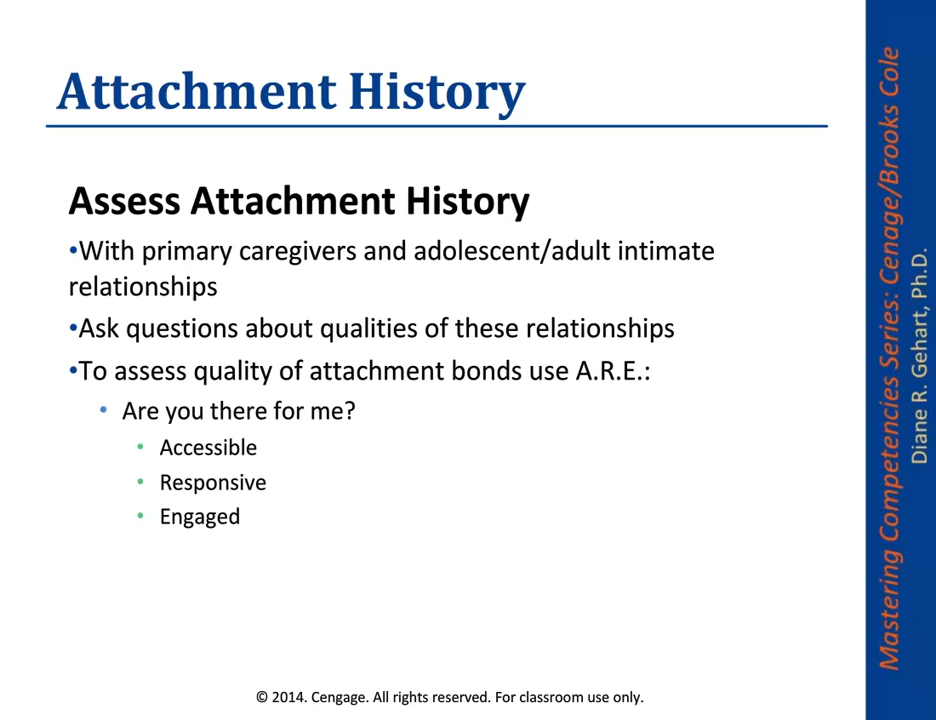 Attachment History
Assess Attachment History
•With primary caregivers and adolescent/adult intimate
relationships
•Ask questions about qualities of these relationships
•To assess quality of attachment bonds use A.R.E.:
• Are you there for me?
• Accessible
• Responsive
• Engaged
© 2014. Cengage. All rights reserved. For classroom use only.
Mastering Competencies Series: Cenage/Brooks Cole
Diane R. Gehart, Ph.D.